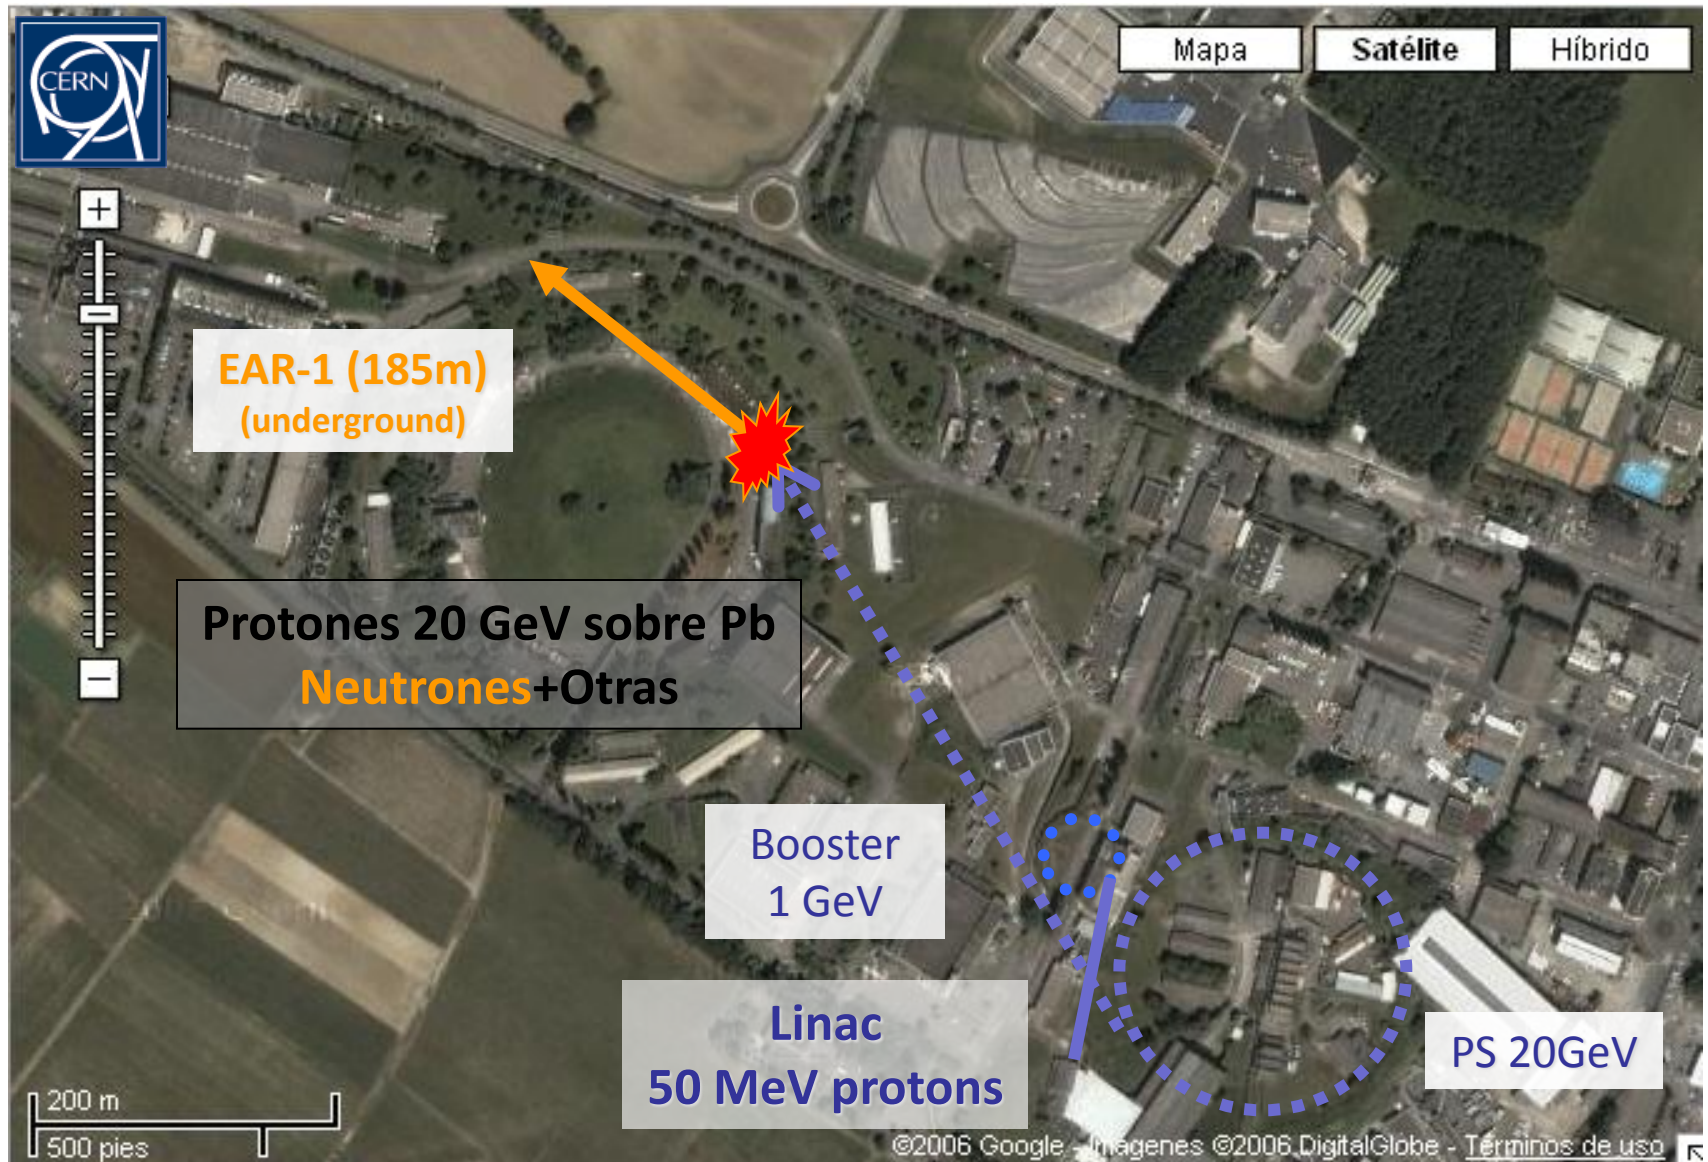 CERN
Mapa
Satélite
Híbrido
+
EAR-1 (185m)
(underground)
Protones 20 GeV sobre Pb
Neutrones+Otras
−
Booster
1 GeV
Linac
50 MeV protons
PS 20GeV
200 m
500 pies
©2006 Google - Imágenes ©2006 DigitalGlobe - Términos de uso